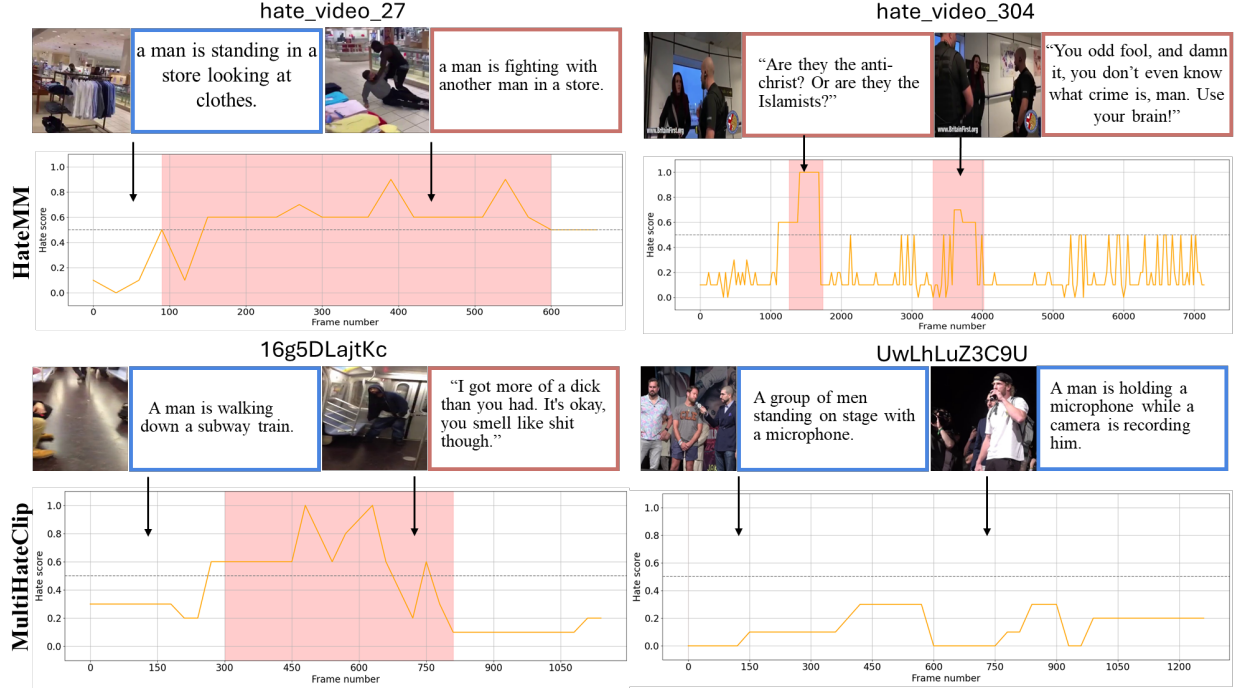 hate_video_27
hate_video_304
a man is standing in a
store looking at
clothes.
a man is fighting with
another man in a store.
“Are they the anti-
christ? Or are they the
Islamists?”
“You odd fool, and damn
it, you don’t even know
what crime is, man. Use
your brain!”
www.BritainFirst.org
www.BritainFirst.org
HateMM
Hate score
1.0
0.8
0.6
0.4
0.2
0.0
0 100 200 300 400 500 600
Frame number
Hate score
1.0
0.8
0.6
0.4
0.2
0.0
0 1000 2000 3000 4000 5000 6000 7000
Frame number
16g5DLajtKc
UwLhLuZ3C9U
A man is walking
down a subway train.
“I got more of a dick
than you had. It's okay,
you smell like shit
though.”
A group of men
standing on stage with
a microphone.
A man is holding a
microphone while a
camera is recording
him.
MultiHateClip
Hate score
1.0
0.8
0.6
0.4
0.2
0.0
0 150 300 450 600 750 900 1050
Frame number
Hate score
1.0
0.8
0.6
0.4
0.2
0.0
0 150 300 450 600 750 900 1050 1200
Frame number